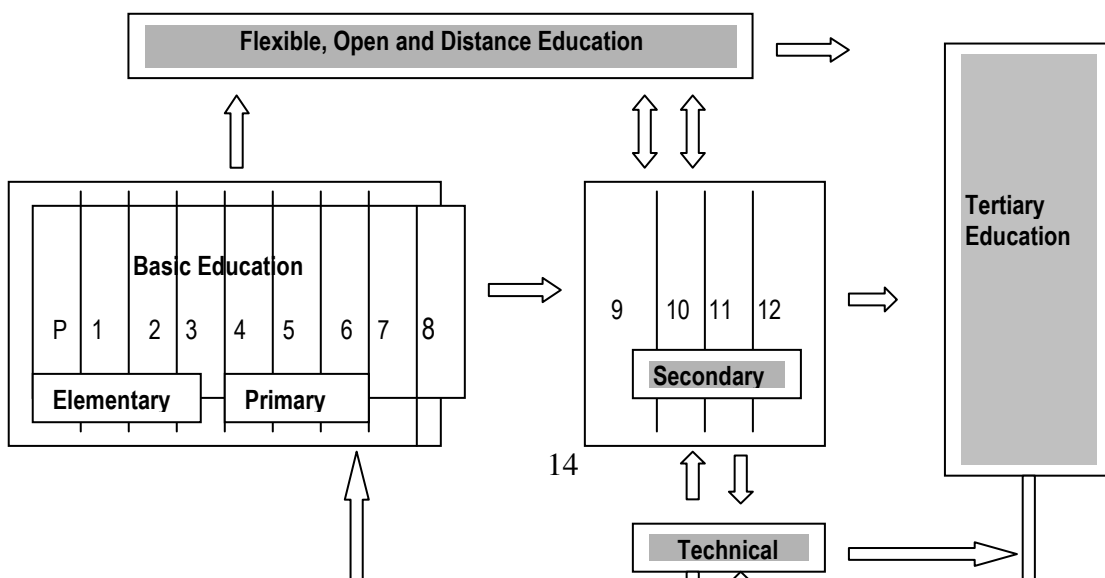 Flexible, Open and Distance Education
Tertiary
Education
Basic Education
P 1 2 3 4 5 6 7 8
9 10 11 12
Elementary
Primary
Secondary
14
Technical